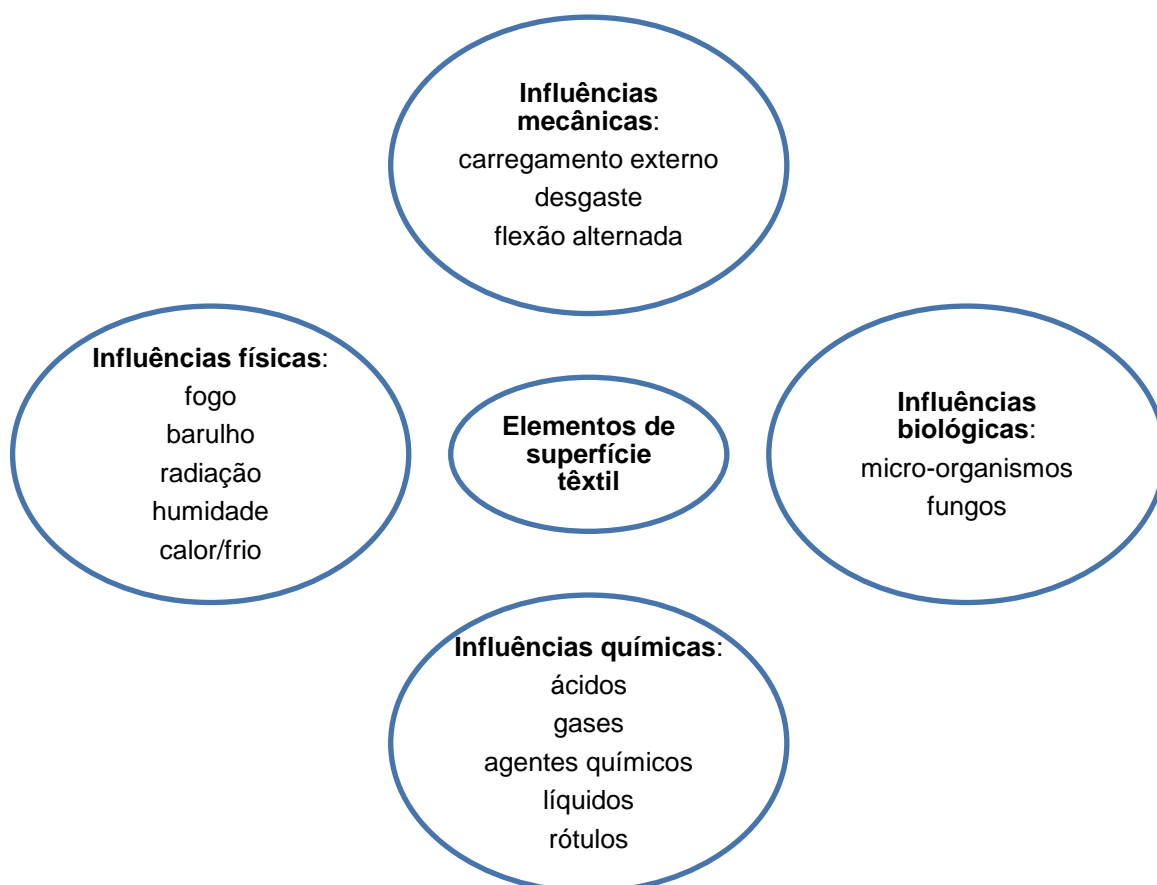 Influências
mecânicas:
carregamento externo
desgaste
flexão alternada
Influências físicas:
fogo
barulho
radiação
humidade
calor/frio
Elementos de
superfície
têxtil
Influências
biológicas:
micro-organismos
fungos
Influências químicas:
ácidos
gases
agentes químicos
líquidos
rótulos